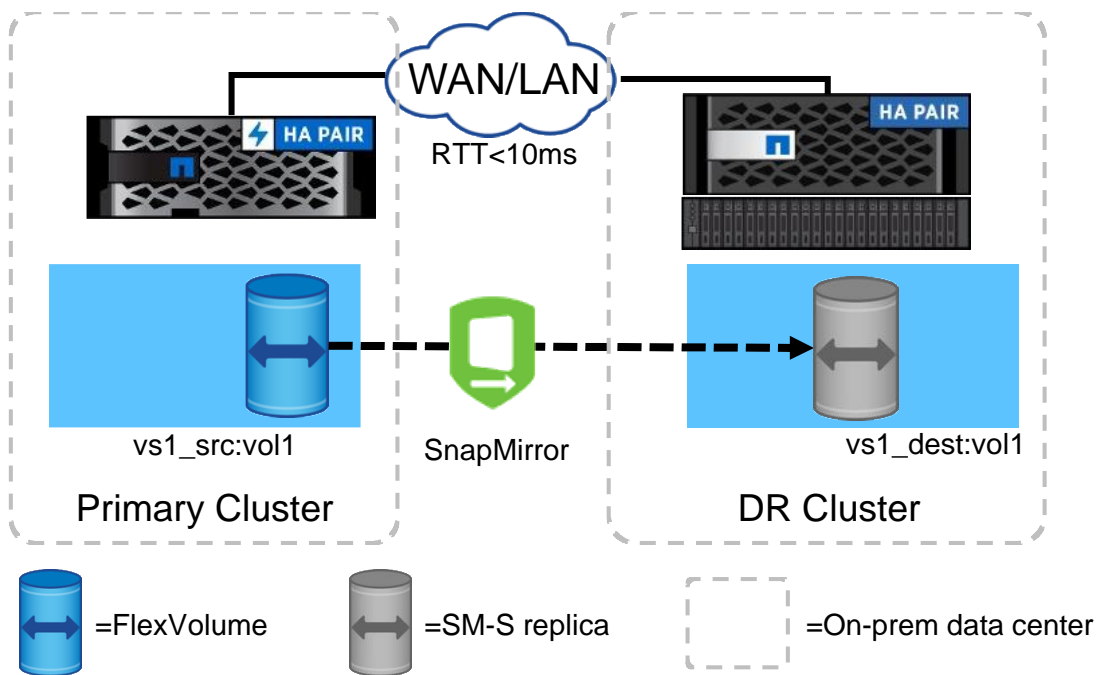 WAN/LAN
RTT<10ms
HA PAIR
HA PAIR
vs1_src:vol1
SnapMirror
vs1_dest:vol1
Primary Cluster
DR Cluster
=FlexVolume
=SM-S replica
=On-prem data center